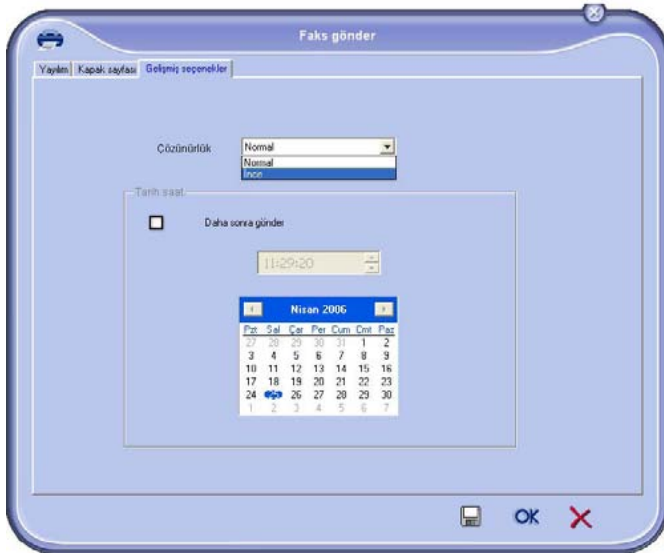 Faks gönder
Yayılım Kapak sayfası Gelişmiş seçenekler
Çözünürlük Normal
Normal
İnce
Tarih saat
Daha sonra gönder
11:29:20
Nisan 2006
Pzt Sal Çar Per Cum Cmt Paz
27 28 29 30 31 1 2
3 4 5 6 7 8 9
10 11 12 13 14 15 16
17 18 19 20 21 22 23
24 25 26 27 28 29 30
1 2 3 4 5 6 7
OK